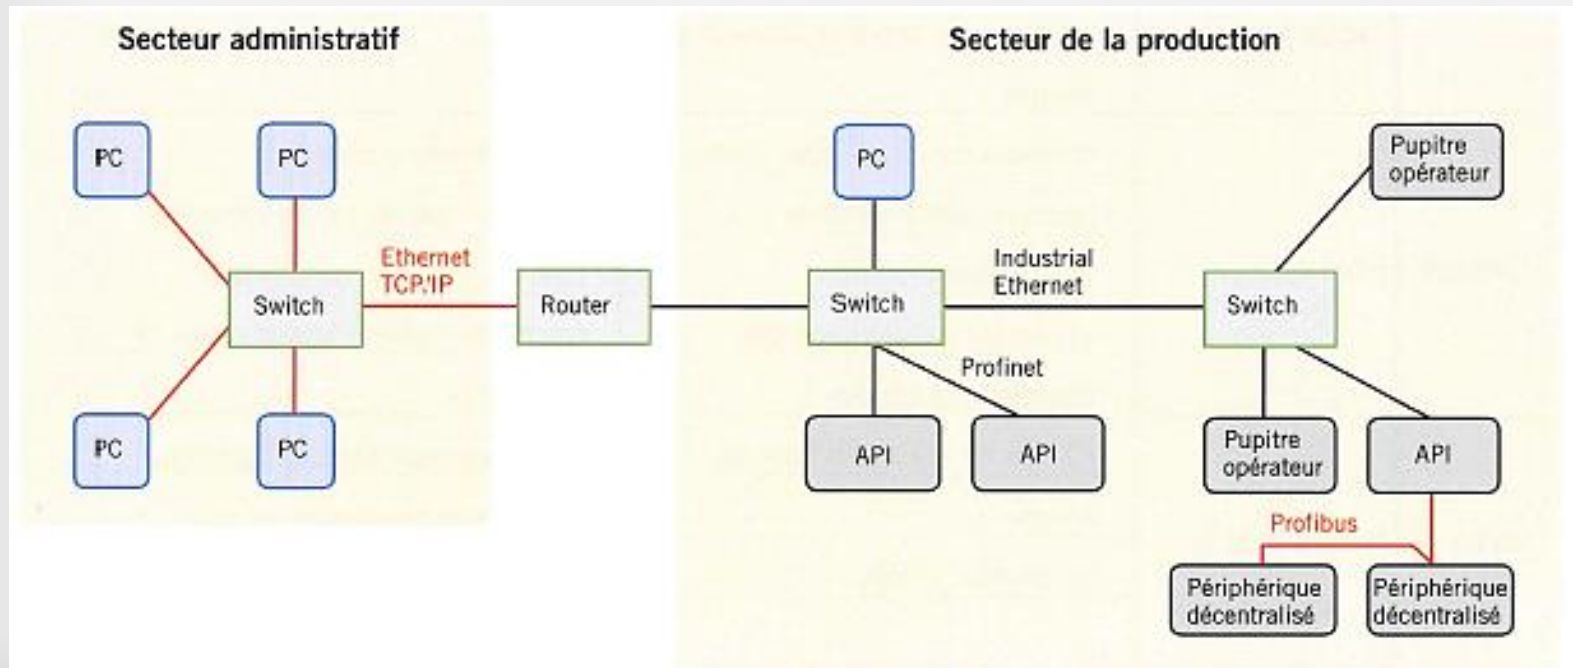 Secteur administratif
Secteur de la production
PC
PC
PC
Pupitre
opérateur
Ethernet
TCP/IP
Industrial
Ethernet
Switch
Router
Switch
Switch
Profinet
PC
PC
API
API
Pupitre
opérateur
API
Profibus
Périphérique
décentralisé
Périphérique
décentralisé